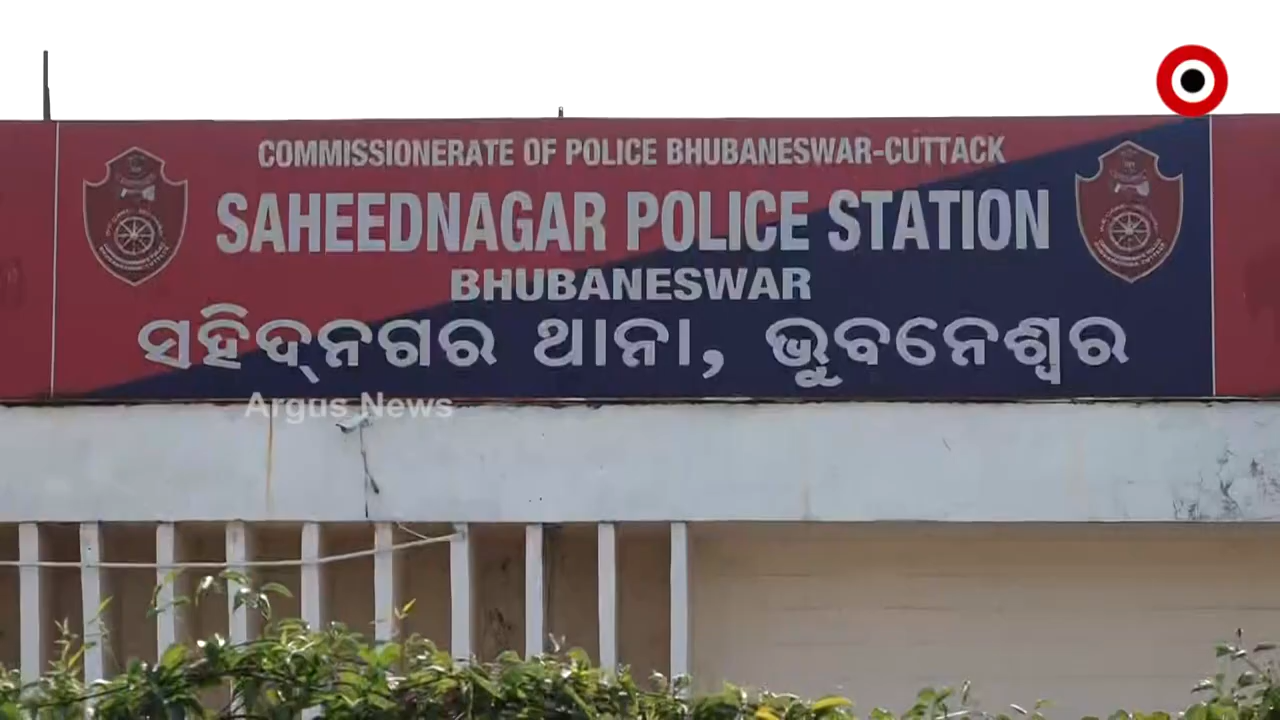 COMMISSIONERATE OF POLICE BHUBANESWAR-CUTTACK
SAHEEDNAGAR POLICE STATION
BHUBANESWAR
ସହିଦ୍‌ନଗର ଥାନା, ଭୁବନେଶ୍ୱର
Argus News